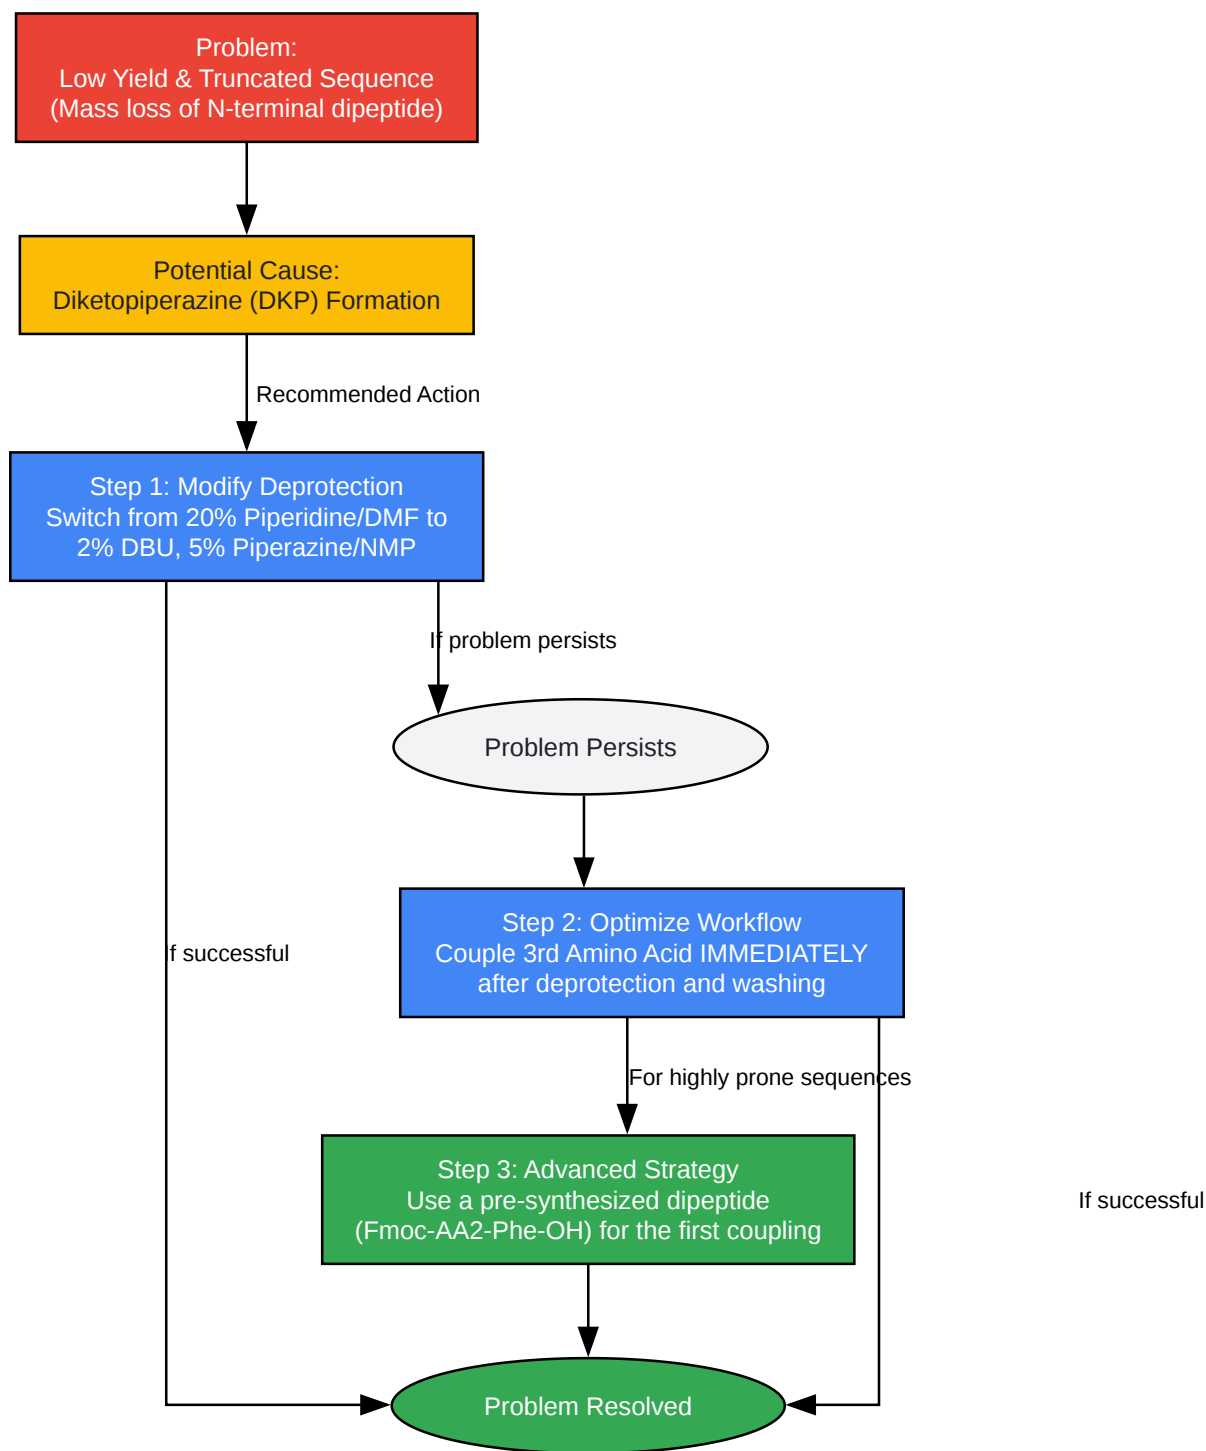 Problem:
Low Yield & Truncated Sequence
(Mass loss of N-terminal dipeptide)
Potential Cause:
Diketopiperazine (DKP) Formation
Recommended Action
Step 1: Modify Deprotection
Switch from 20% Piperidine/DMF to
2% DBU, 5% Piperazine/NMP
If problem persists
Problem Persists
Step 2: Optimize Workflow
Couple 3rd Amino Acid IMMEDIATELY
after deprotection and washing
If successful
For highly prone sequences
Step 3: Advanced Strategy
Use a pre-synthesized dipeptide
(Fmoc-AA2-Phe-OH) for the first coupling
If successful
Problem Resolved